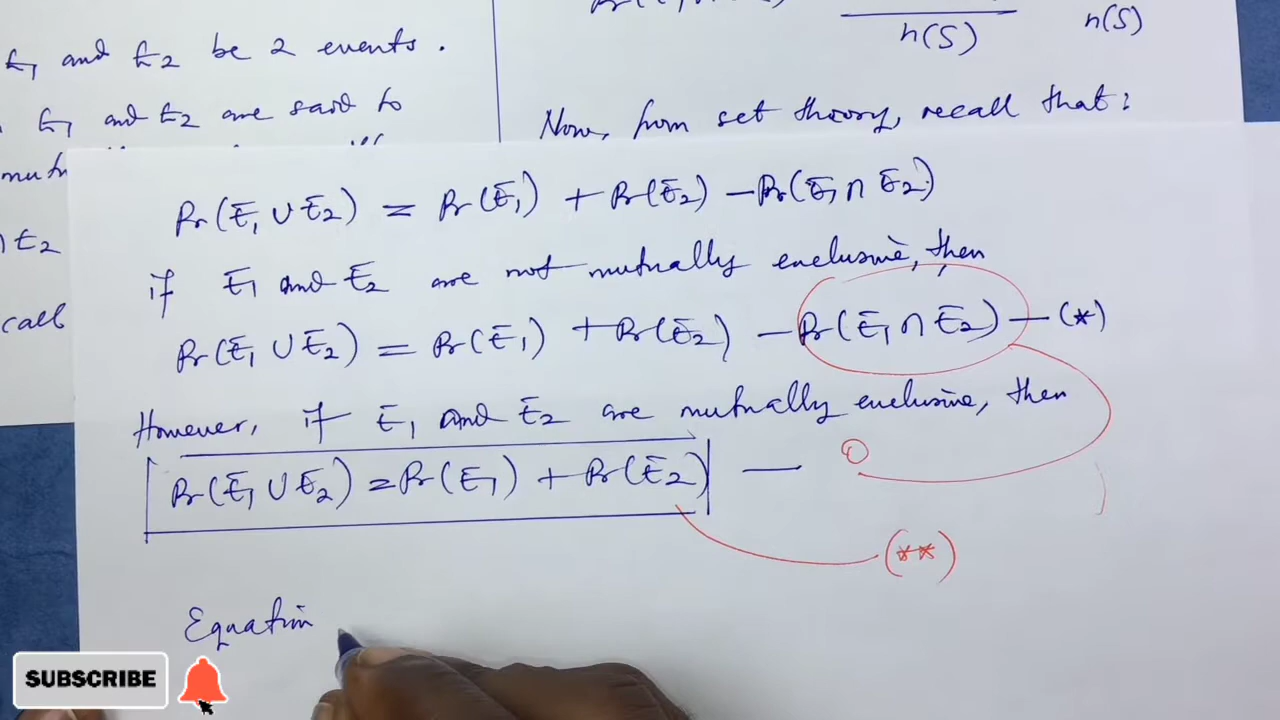 E1 and E2 be 2 events.
E1 and E2 are said to
∩ E2
call
n(S)
n(S)
Now, from set theory, recall that:
Pr(E1 ∪ E2) = Pr(E1) + Pr(E2) - Pr(E1 ∩ E2)
if E1 and E2 are not mutually exclusive, then
Pr(E1 ∪ E2) = Pr(E1) + Pr(E2) - Pr(E1 ∩ E2) — (*)
However, if E1 and E2 are mutually exclusive, then
Pr(E1 ∪ E2) = Pr(E1) + Pr(E2) —
(**)
Equation
SUBSCRIBE